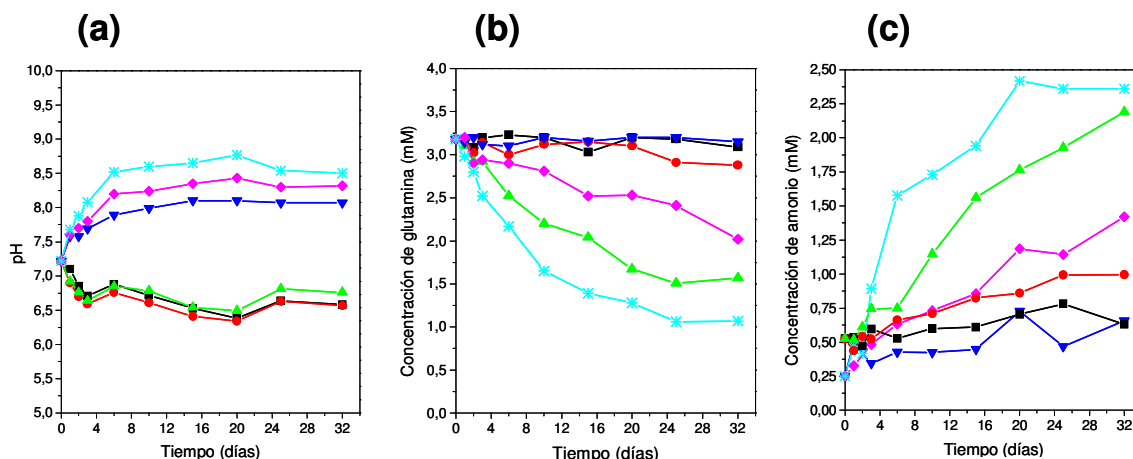 (a)
(b)
(c)
10,0
9,5
9,0
8,5
8,0
7,5
7,0
6,5
6,0
5,5
5,0
pH
0 4 8 12 16 20 24 28 32
Tiempo (días)
4,0
3,5
3,0
2,5
2,0
1,5
1,0
0,5
0,0
Concentración de glutamina (mM)
0 4 8 12 16 20 24 28 32
Tiempo (días)
2,50
2,25
2,00
1,75
1,50
1,25
1,00
0,75
0,50
0,25
0,00
Concentración de amonio (mM)
0 4 8 12 16 20 24 28 32
Tiempo (días)